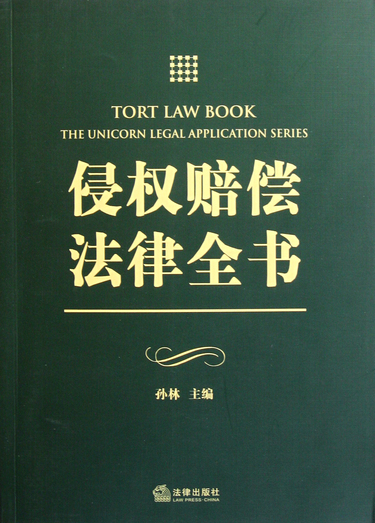 TORT LAW BOOK
THE UNICORN LEGAL APPLICATION SERIES
侵权赔偿
法律全书
孙林 主编
法律出版社
LAW PRESS·CHINA